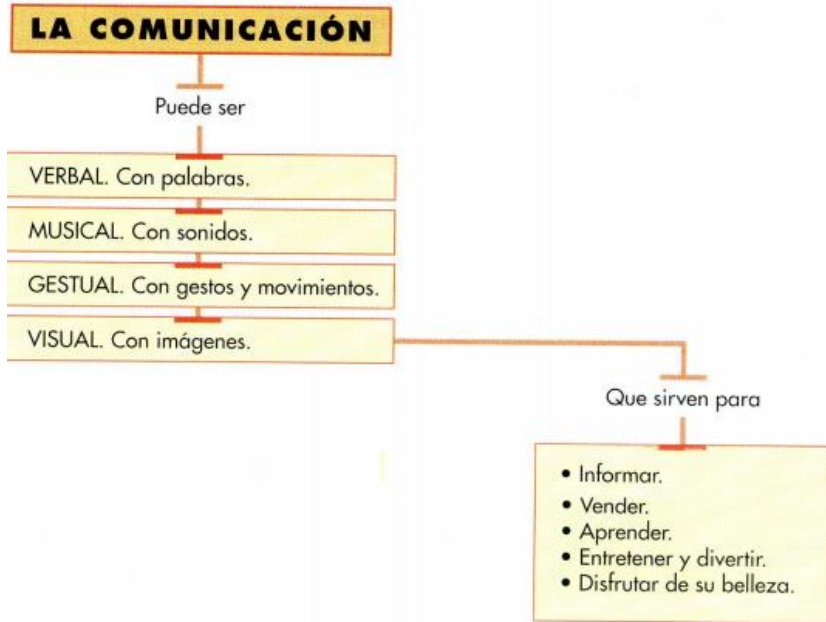 LA COMUNICACIÓN
Puede ser
VERBAL. Con palabras.
MUSICAL. Con sonidos.
GESTUAL. Con gestos y movimientos.
VISUAL. Con imágenes.
Que sirven para
• Informar.
• Vender.
• Aprender.
• Entretener y divertir.
• Disfrutar de su belleza.